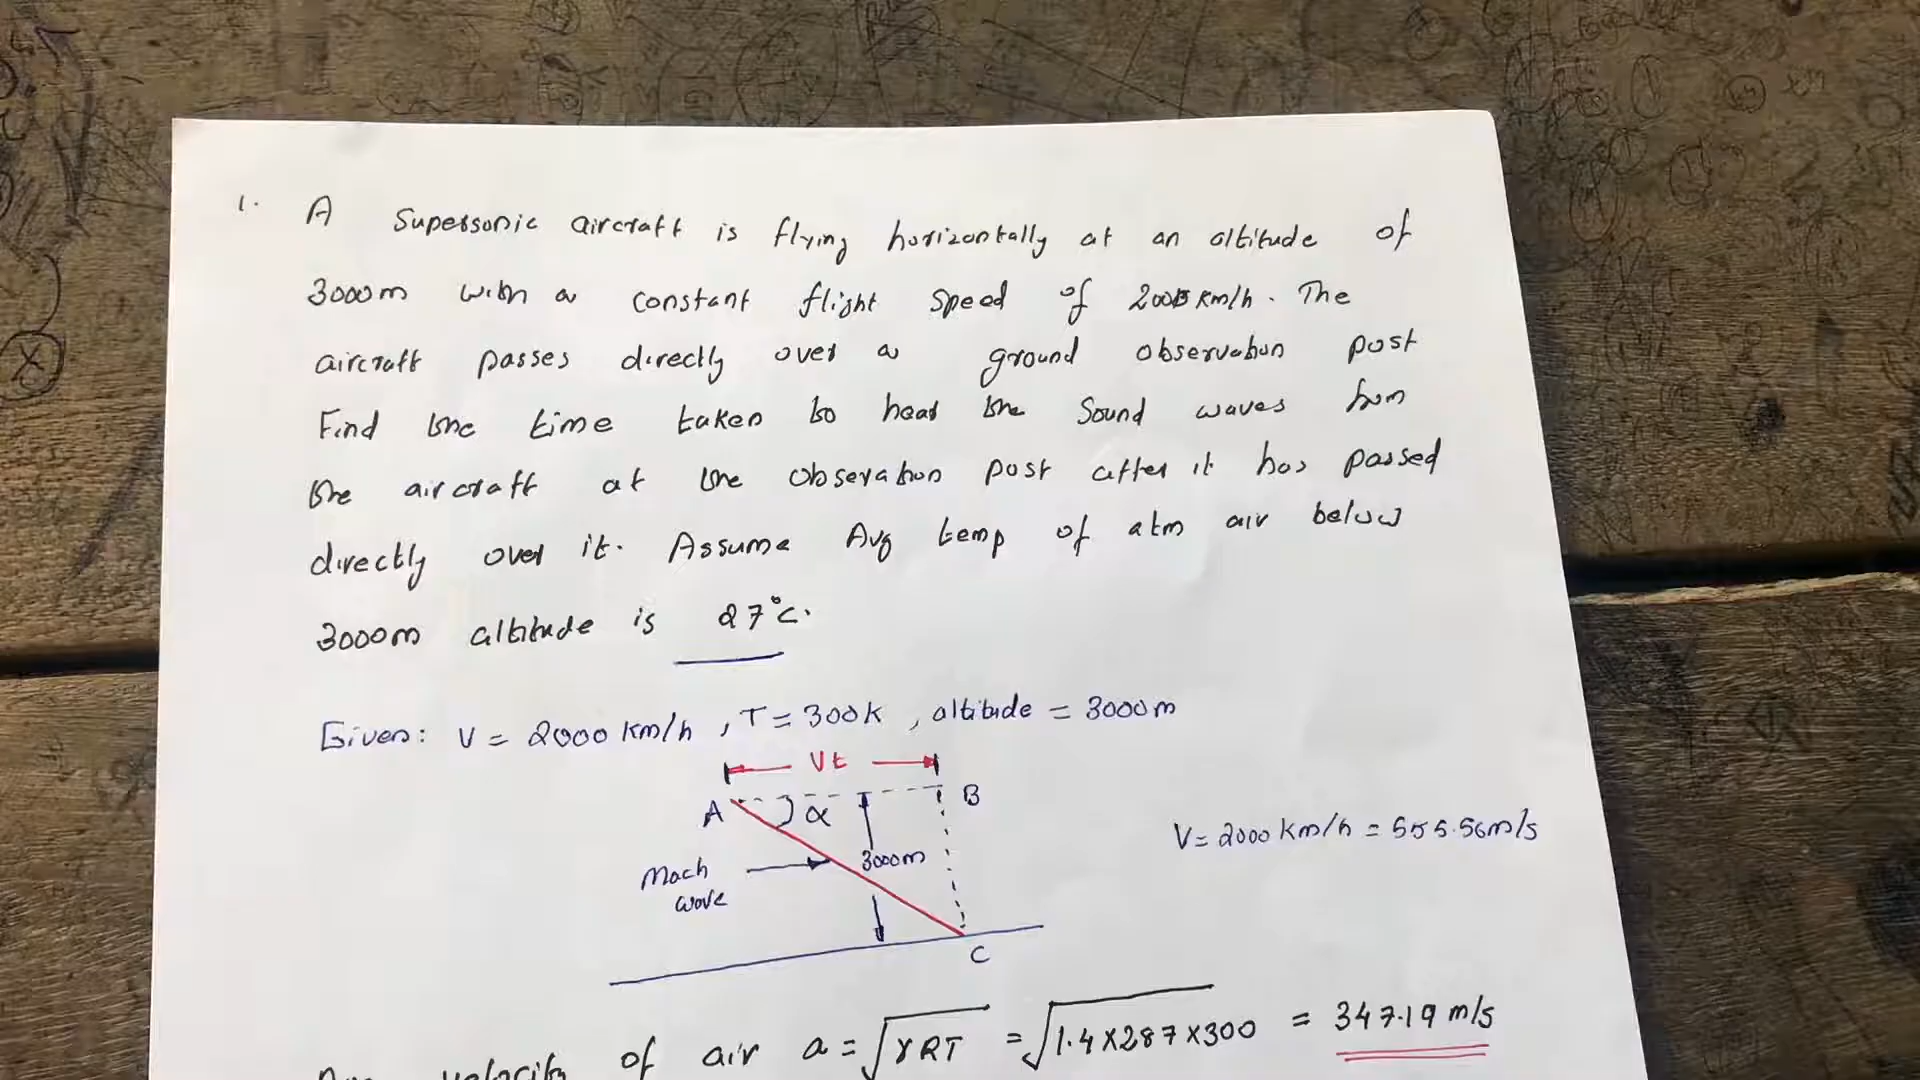 1. A Supersonic aircraft is flying horizontally at an altitude of
3000m with a constant flight speed of 2000 km/h. The
aircraft passes directly over a ground observation post
Find the time taken to hear the sound waves from
the aircraft at the observation post after it has passed
directly over it. Assume Avg temp of atm air below
3000m altitude is 27°C.
Given: V = 2000 km/h, T = 300K, altitude = 3000m
Vt
A α B
V = 2000 km/h = 555.56m/s
3000m
Mach
wave
C
velocity of air a = √γRT = √1.4×287×300 = 347.19 m/s